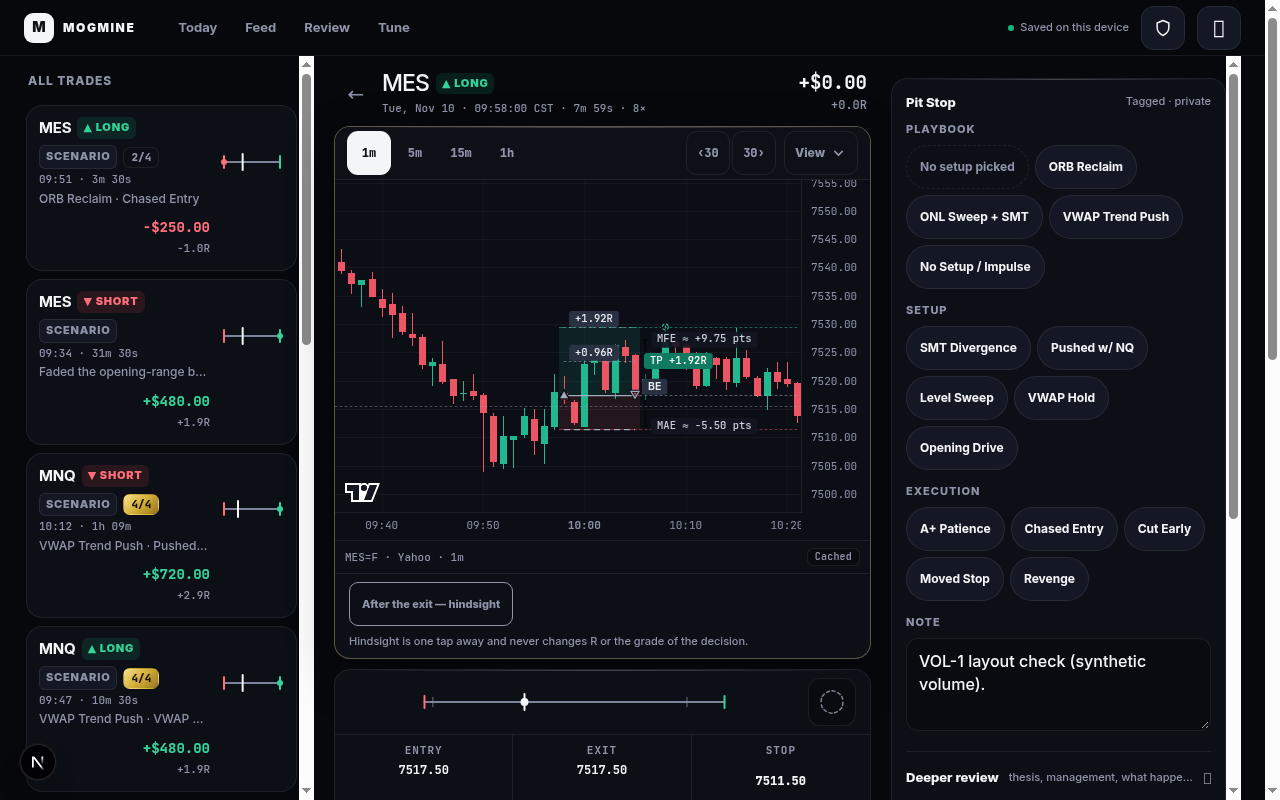 M MOGMINE Today Feed Review Tune Saved on this device
ALL TRADES
MES ▲ LONG
SCENARIO 2/4
09:51 · 3m 30s
ORB Reclaim · Chased Entry
-$250.00
-1.0R
MES ▼ SHORT
SCENARIO
09:34 · 31m 30s
Faded the opening-range b...
+$480.00
+1.9R
MNQ ▼ SHORT
SCENARIO 4/4
10:12 · 1h 09m
VWAP Trend Push · Pushed...
+$720.00
+2.9R
MNQ ▲ LONG
SCENARIO 4/4
09:47 · 10m 30s
VWAP Trend Push · VWAP ...
+$480.00
+1.9R
N
← MES ▲ LONG +$0.00
Tue, Nov 10 · 09:58:00 CST · 7m 59s · 8× +0.0R
1m 5m 15m 1h ‹30 30› View
7555.00
7550.00
7545.00
7540.00
7535.00
7530.00
7525.00
7520.00
7515.00
7510.00
7505.00
7500.00
+1.92R
MFE ≈ +9.75 pts
+0.96R
TP +1.92R
BE
MAE ≈ -5.50 pts
09:40 09:50 10:00 10:10 10:20
MES=F · Yahoo · 1m Cached
After the exit — hindsight
Hindsight is one tap away and never changes R or the grade of the decision.
ENTRY EXIT STOP
7517.50 7517.50 7511.50
Pit Stop Tagged · private
PLAYBOOK
No setup picked ORB Reclaim
ONL Sweep + SMT VWAP Trend Push
No Setup / Impulse
SETUP
SMT Divergence Pushed w/ NQ
Level Sweep VWAP Hold
Opening Drive
EXECUTION
A+ Patience Chased Entry Cut Early
Moved Stop Revenge
NOTE
VOL-1 layout check (synthetic
volume).
Deeper review thesis, management, what happe...